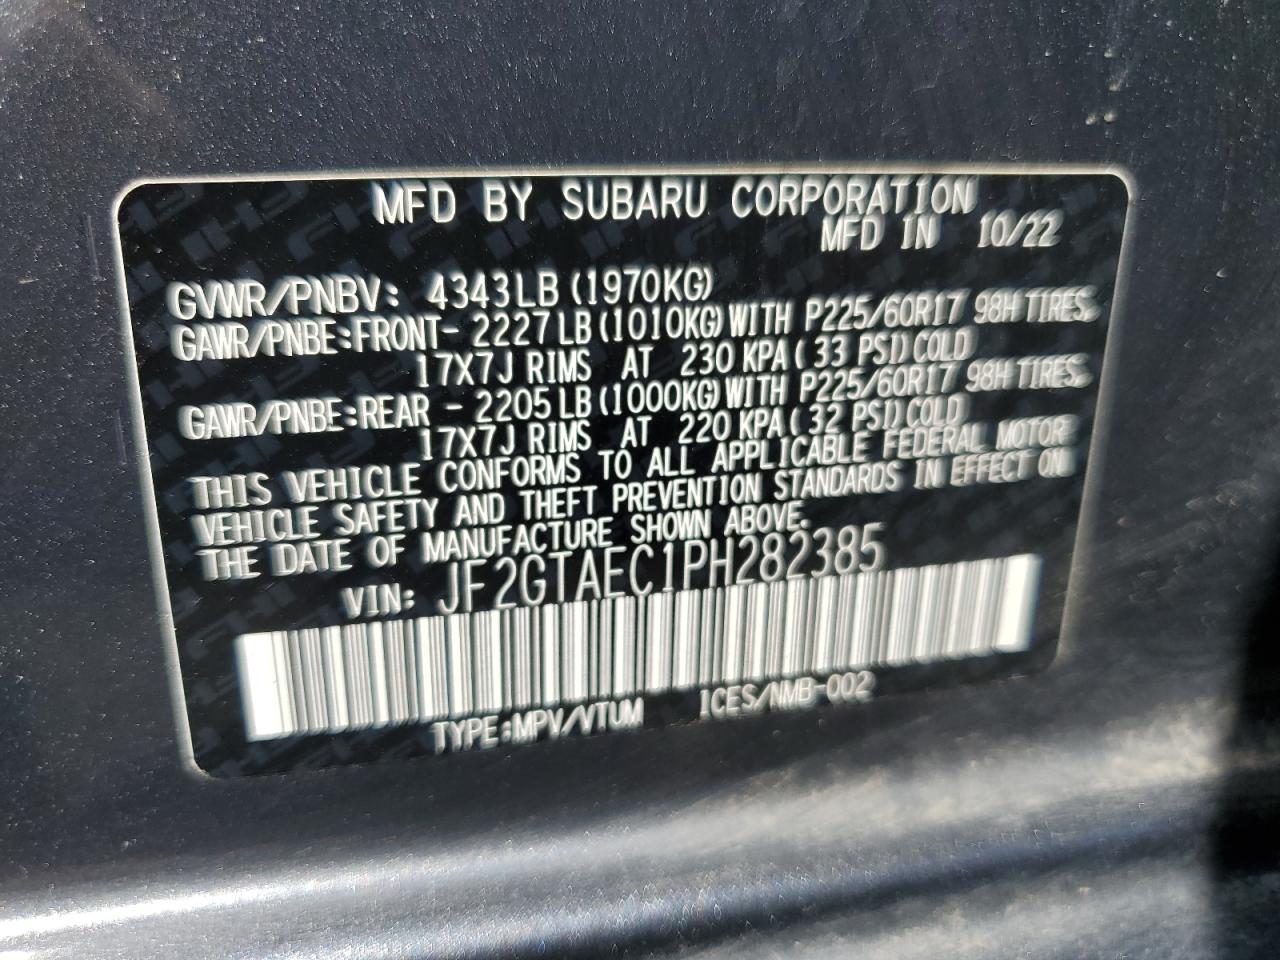 MFD BY SUBARU CORPORATION
MFD IN 10/22
GVWR/PNBV: 4343LB (1970KG)
GAWR/PNBE:FRONT- 2227 LB (1010KG) WITH P225/60R17 98H TIRES
17X7J RIMS AT 230 KPA ( 33 PSI) COLD
GAWR/PNBE:REAR - 2205 LB (1000KG) WITH P225/60R17 98H TIRES
17X7J RIMS AT 220 KPA ( 32 PSI) COLD
THIS VEHICLE CONFORMS TO ALL APPLICABLE FEDERAL MOTOR
VEHICLE SAFETY AND THEFT PREVENTION STANDARDS IN EFFECT ON
THE DATE OF MANUFACTURE SHOWN ABOVE.
VIN: JF2GTAEC1PH282385
TYPE:MPV/VTUM ICES/NMB-002